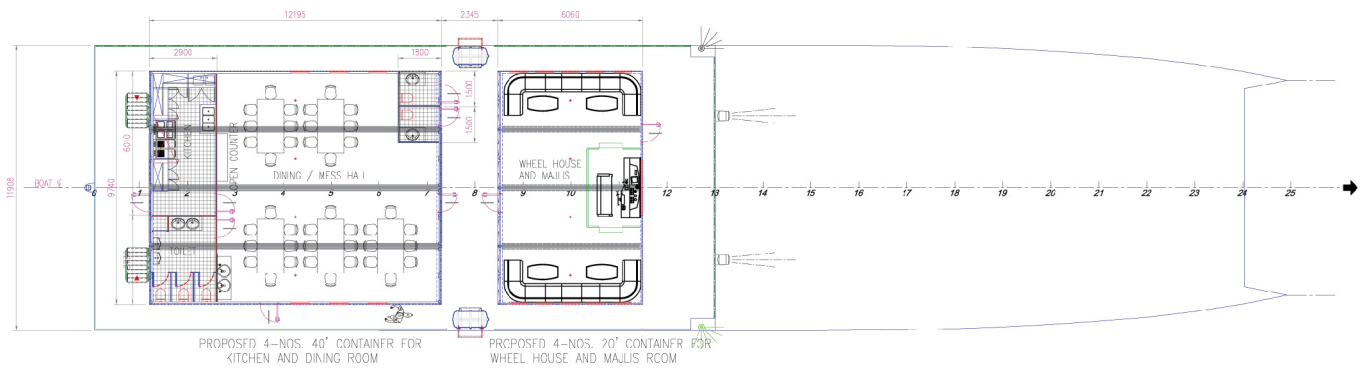 12195
2345
6060
2900
1800
1500
1500
6010
9740
11908
KITCHEN
OPEN COUNTER
DINING / MESS HALL
WHEEL HOUSE
AND MAJLIS
BOAT ℄
0 1 2 3 4 5 6 7 8 9 10 11 12 13 14 15 16 17 18 19 20 21 22 23 24 25
TOILET
PROPOSED 4-NOS. 40' CONTAINER FOR
KITCHEN AND DINING ROOM
PROPOSED 4-NOS. 20' CONTAINER FOR
WHEEL HOUSE AND MAJLIS ROOM